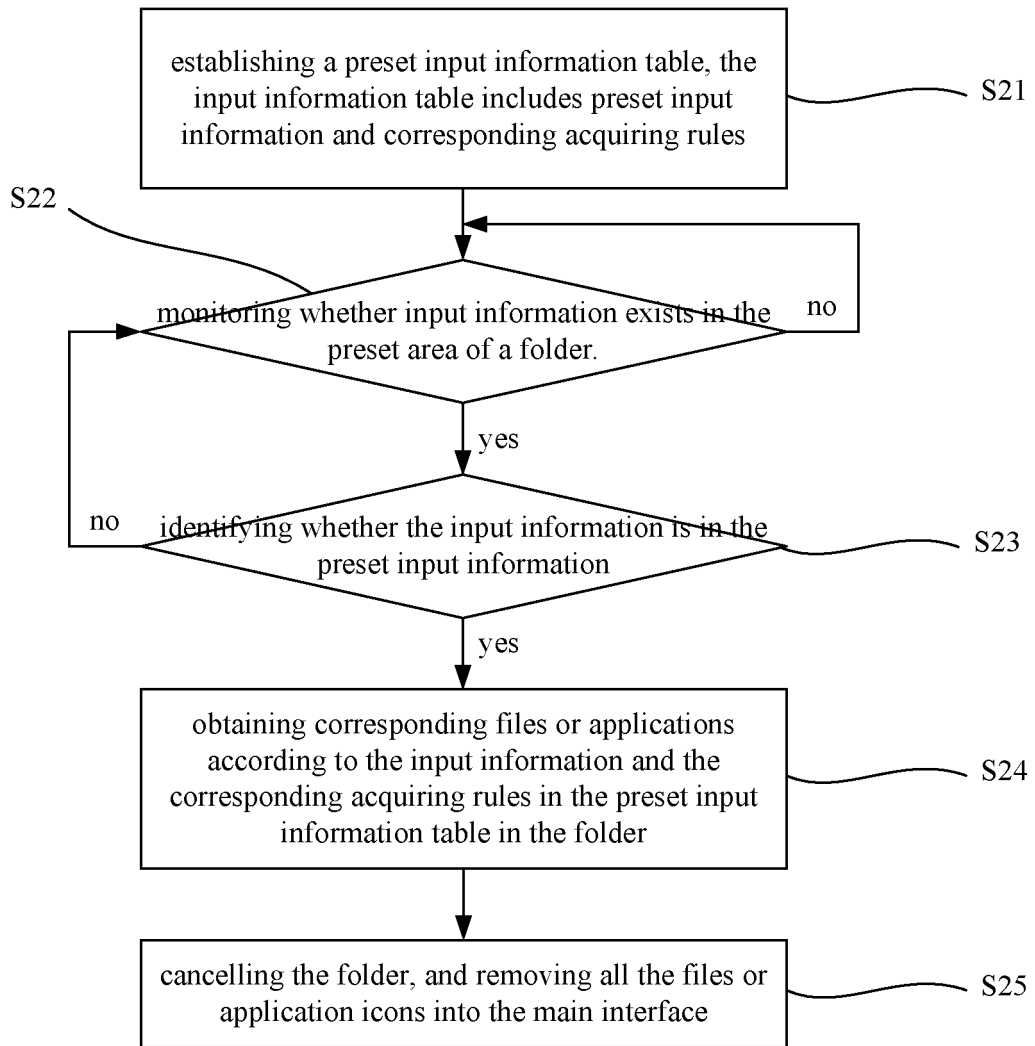 establishing a preset input information table, the
input information table includes preset input
information and corresponding acquiring rules
S21
S22
monitoring whether input information exists in the
preset area of a folder.
no
yes
no
identifying whether the input information is in the
preset input information
S23
yes
obtaining corresponding files or applications
according to the input information and the
corresponding acquiring rules in the preset input
information table in the folder
S24
cancelling the folder, and removing all the files or
application icons into the main interface
S25